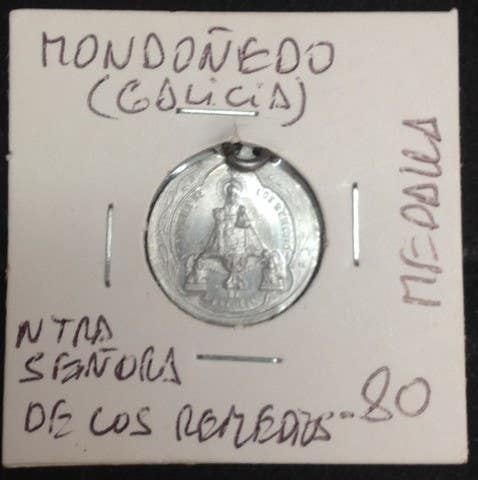 MONDOÑEDO
(GALICIA)
MEDALLA
NTRA
SEÑORA
DE LOS REMEDIOS-80